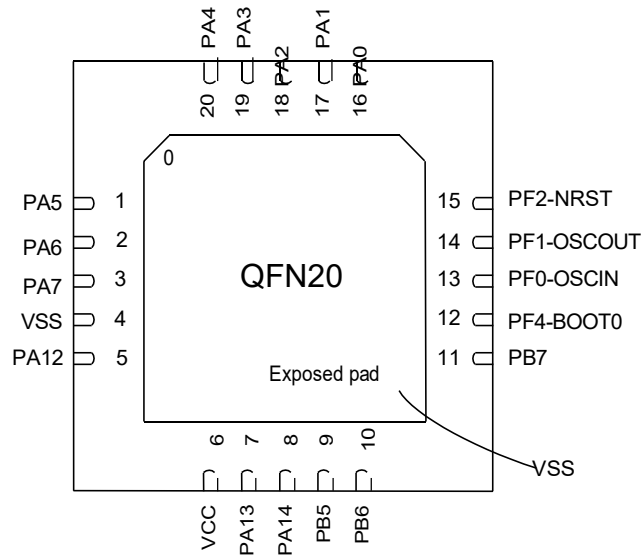 PA4 PA3 PA2 PA1 PA0
20 19 18 17 16
0
PA5 1
PA6 2
PA7 3
VSS 4
PA12 5
QFN20
Exposed pad
15 PF2-NRST
14 PF1-OSCOUT
13 PF0-OSCIN
12 PF4-BOOT0
11 PB7
VSS
6 7 8 9 10
VCC PA13 PA14 PB5 PB6